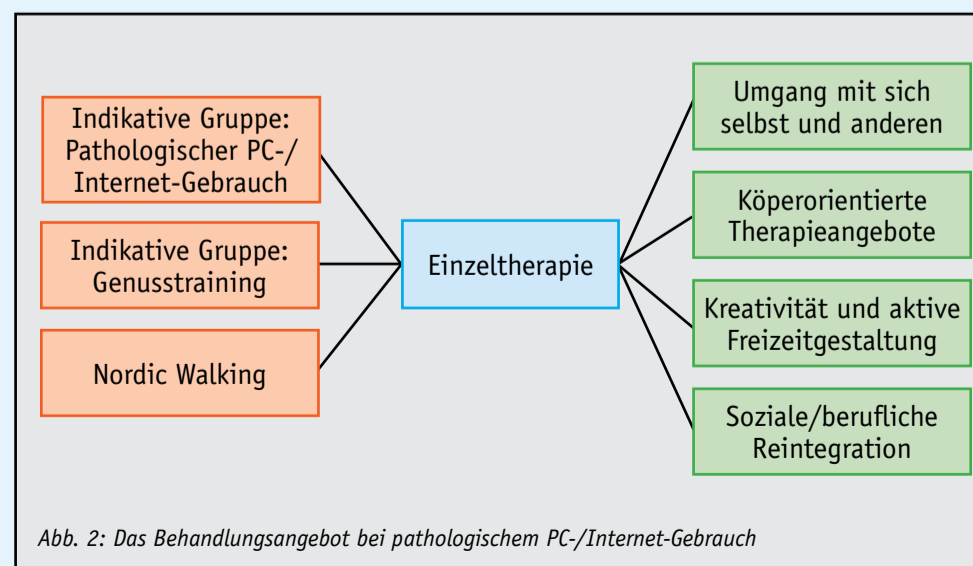 Indikative Gruppe:
Pathologischer PC-/
Internet-Gebrauch
Indikative Gruppe:
Genusstraining
Nordic Walking
Einzeltherapie
Umgang mit sich
selbst und anderen
Köperorientierte
Therapieangebote
Kreativität und aktive
Freizeitgestaltung
Soziale/berufliche
Reintegration
Abb. 2: Das Behandlungsangebot bei pathologischem PC-/Internet-Gebrauch